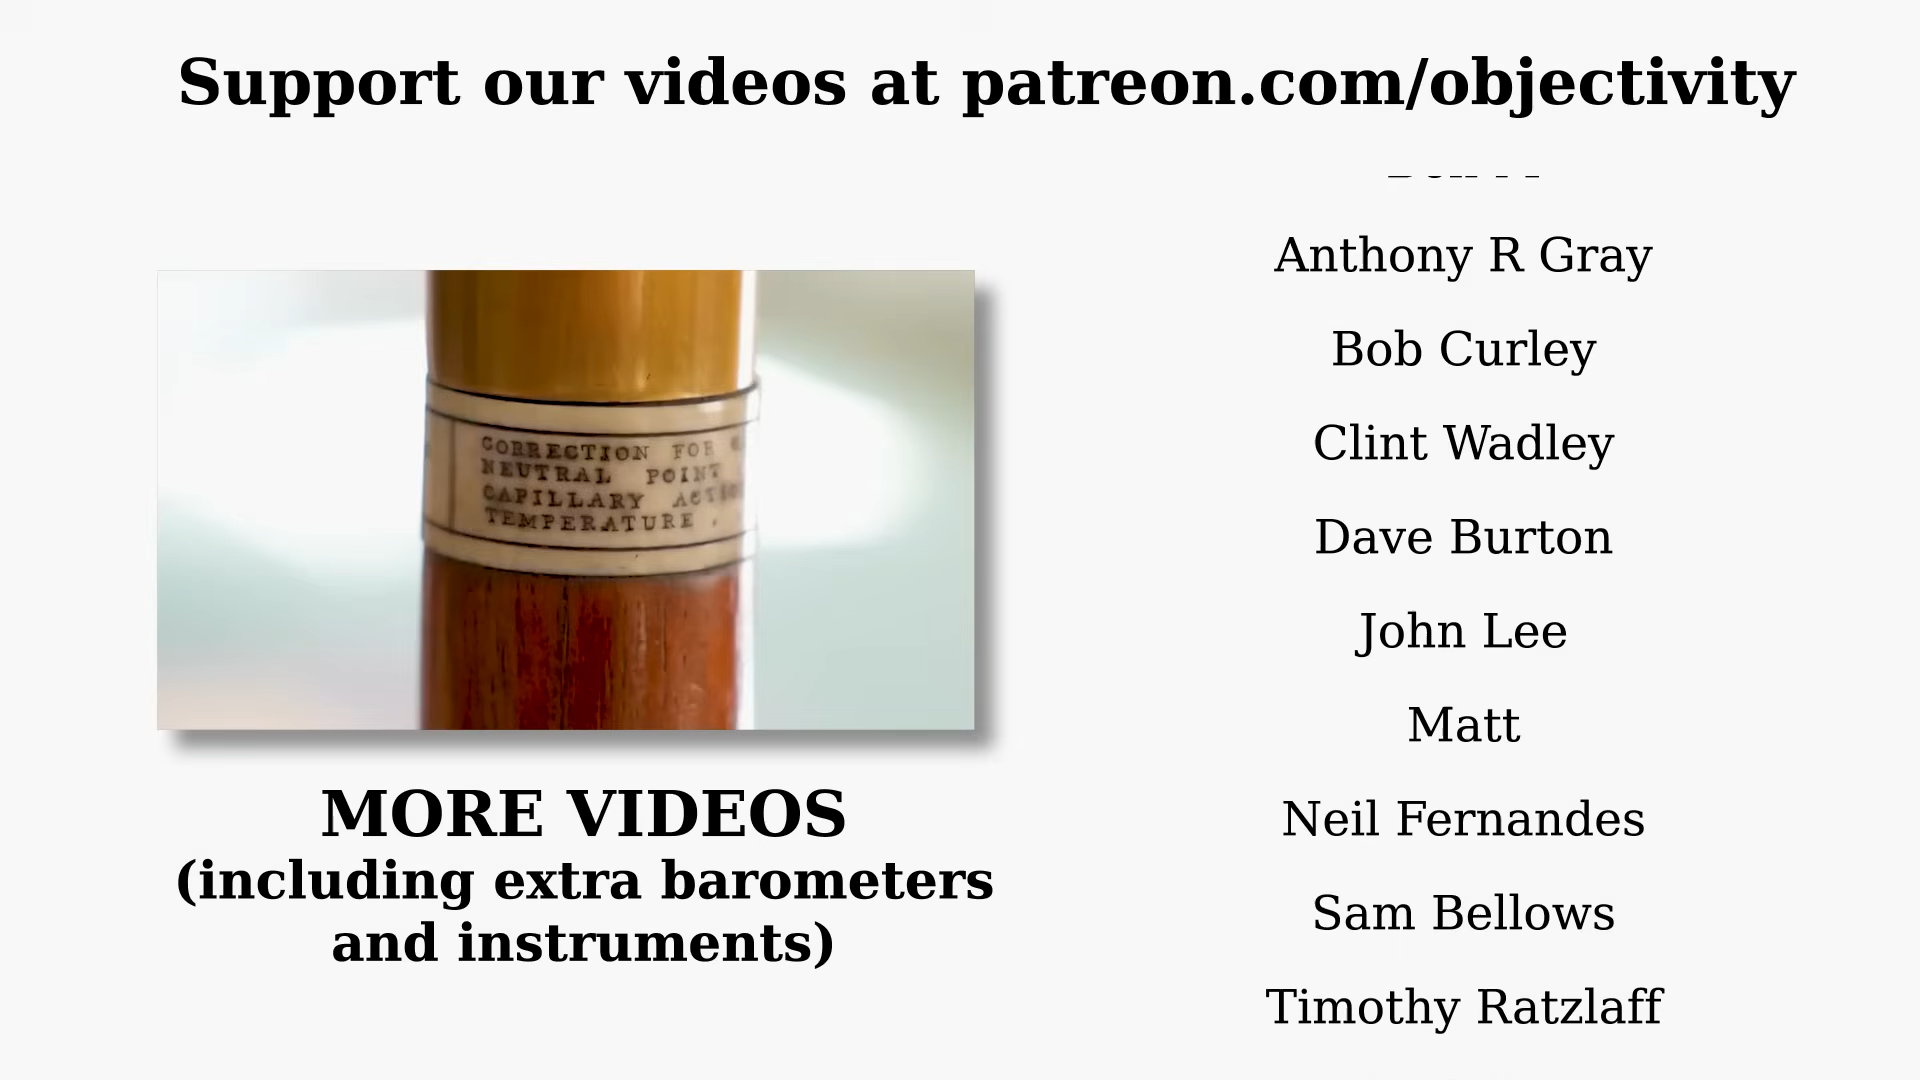 Support our videos at patreon.com/objectivity
CORRECTION FOR
NEUTRAL POINT
CAPILLARY
TEMPERATURE .
MORE VIDEOS
(including extra barometers
and instruments)
Anthony R Gray
Bob Curley
Clint Wadley
Dave Burton
John Lee
Matt
Neil Fernandes
Sam Bellows
Timothy Ratzlaff